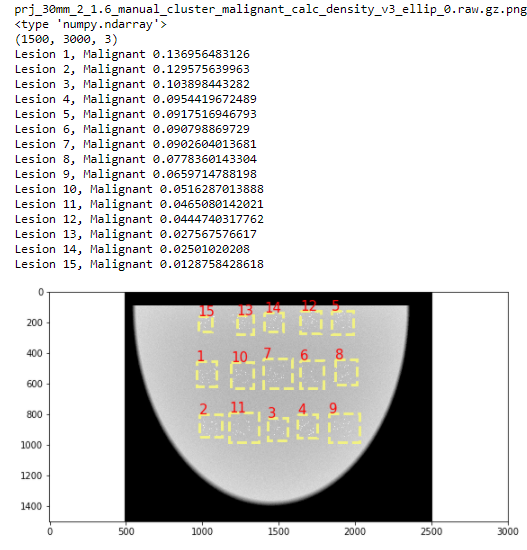 prj_30mm_2_1.6_manual_cluster_malignant_calc_density_v3_ellip_0.raw.gz.png
<type 'numpy.ndarray'>
(1500, 3000, 3)
Lesion 1, Malignant 0.136956483126
Lesion 2, Malignant 0.129575639963
Lesion 3, Malignant 0.103898443282
Lesion 4, Malignant 0.0954419672489
Lesion 5, Malignant 0.0917516946793
Lesion 6, Malignant 0.090798869729
Lesion 7, Malignant 0.0902604013681
Lesion 8, Malignant 0.0778360143304
Lesion 9, Malignant 0.0659714788198
Lesion 10, Malignant 0.0516287013888
Lesion 11, Malignant 0.0465080142021
Lesion 12, Malignant 0.0444740317762
Lesion 13, Malignant 0.027567576617
Lesion 14, Malignant 0.02501020208
Lesion 15, Malignant 0.0128758428618
0
15 13 14 12 5
200
400
1 10 7 6 8
600
800
2 11 3 4 9
1000
1200
1400
0 500 1000 1500 2000 2500 3000